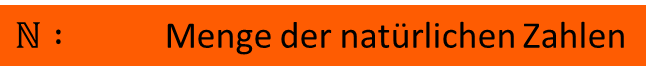 ℕ : Menge der natürlichen Zahlen